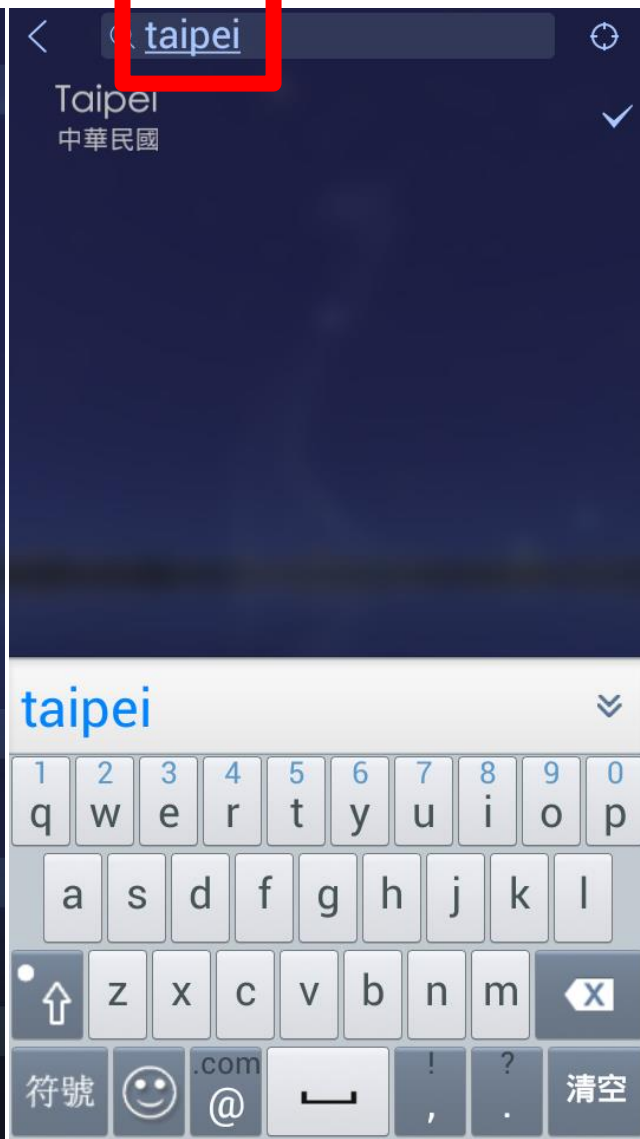 taipei
Taipei
中華民國
taipei
1 2 3 4 5 6 7 8 9 0
q w e r t y u i o p
a s d f g h j k l
z x c v b n m x
.com ! ?
符號 @ , . 清空